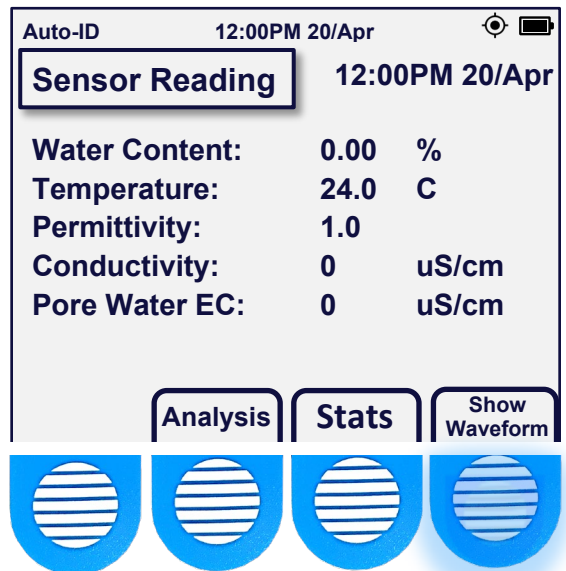 Auto-ID 12:00PM 20/Apr
Sensor Reading 12:00PM 20/Apr
Water Content: 0.00 %
Temperature: 24.0 C
Permittivity: 1.0
Conductivity: 0 uS/cm
Pore Water EC: 0 uS/cm
Analysis Stats Show
Waveform